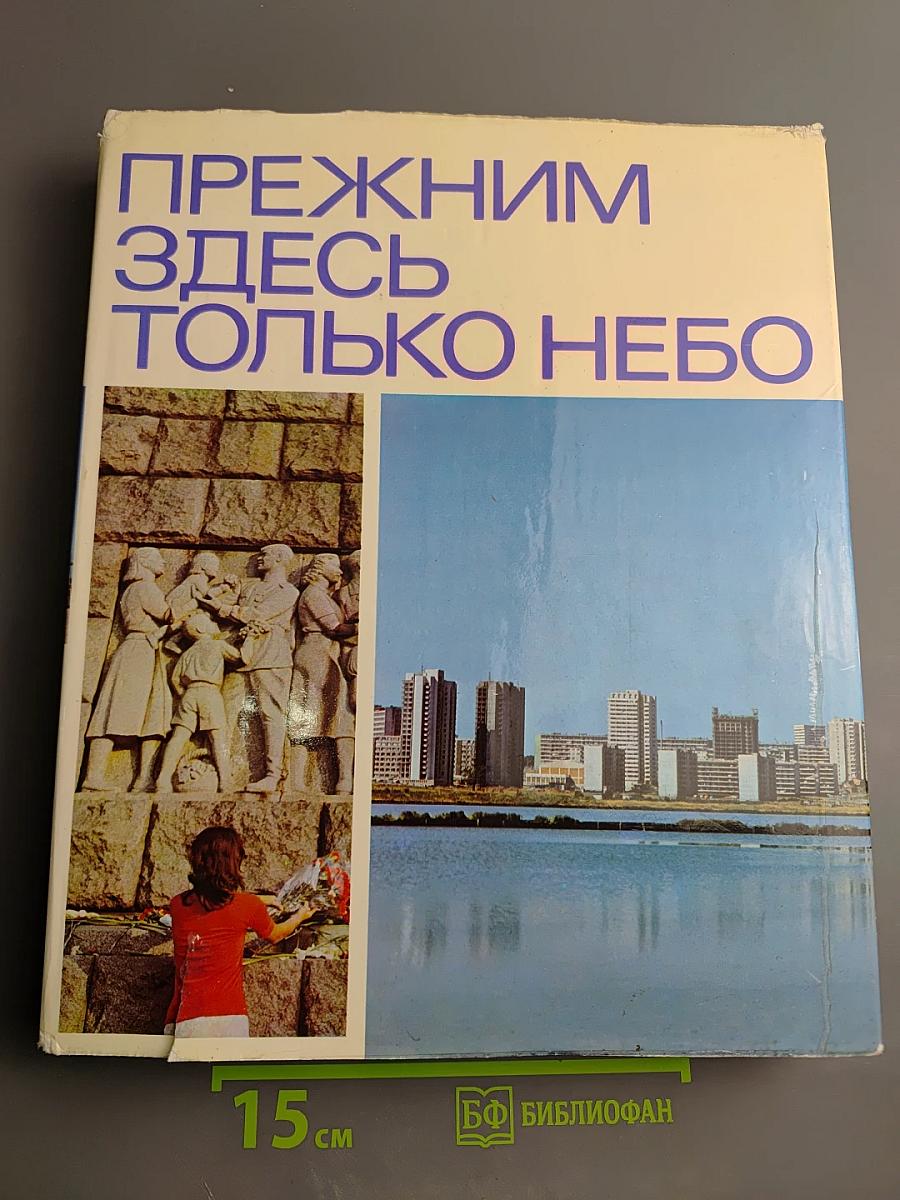 ПРЕЖНИМ
ЗДЕСЬ
ТОЛЬКО НЕБО
15 см
БФ БИБЛИОФАН